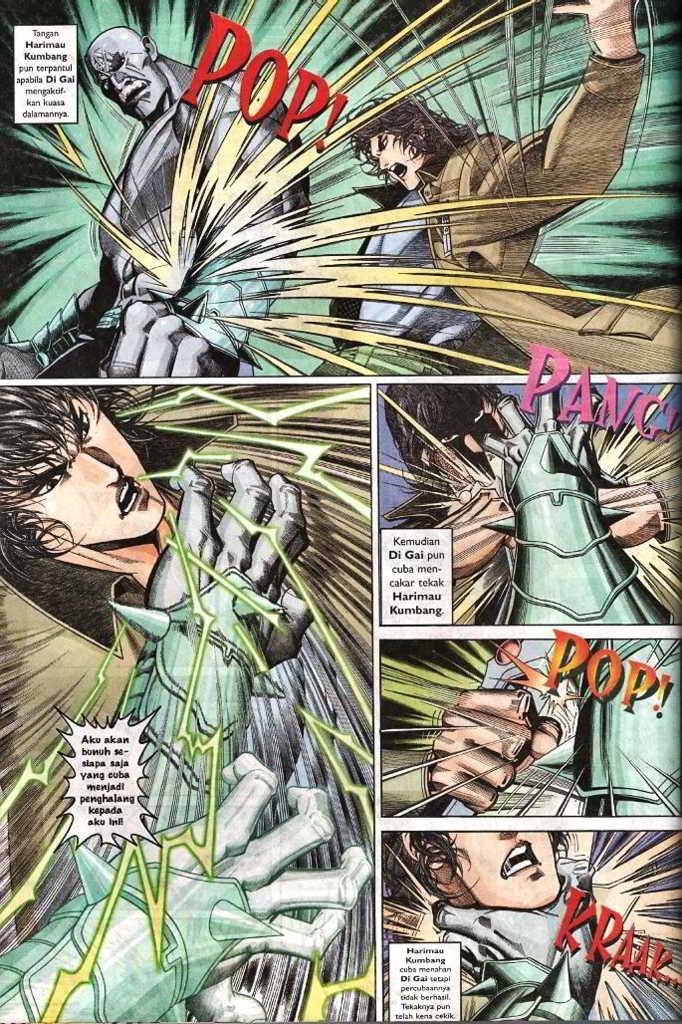 Tangan
Harimau
Kumbang
pun terpantul
apabila Di Gai
mengaktif-
kan kuasa
dalamannya.
POP!
PANG!
Kemudian
Di Gai pun
cuba men-
cakar tekak
Harimau
Kumbang.
Aku akan
bunuh se-
siapa saja
yang cuba
menjadi
penghalang
kepada
aku ini!
POP!
KRAAK..
Harimau
Kumbang
cuba menahan
Di Gai tetapi
percubaannya
tidak berhasil.
Tekaknya pun
telah kena cekik.